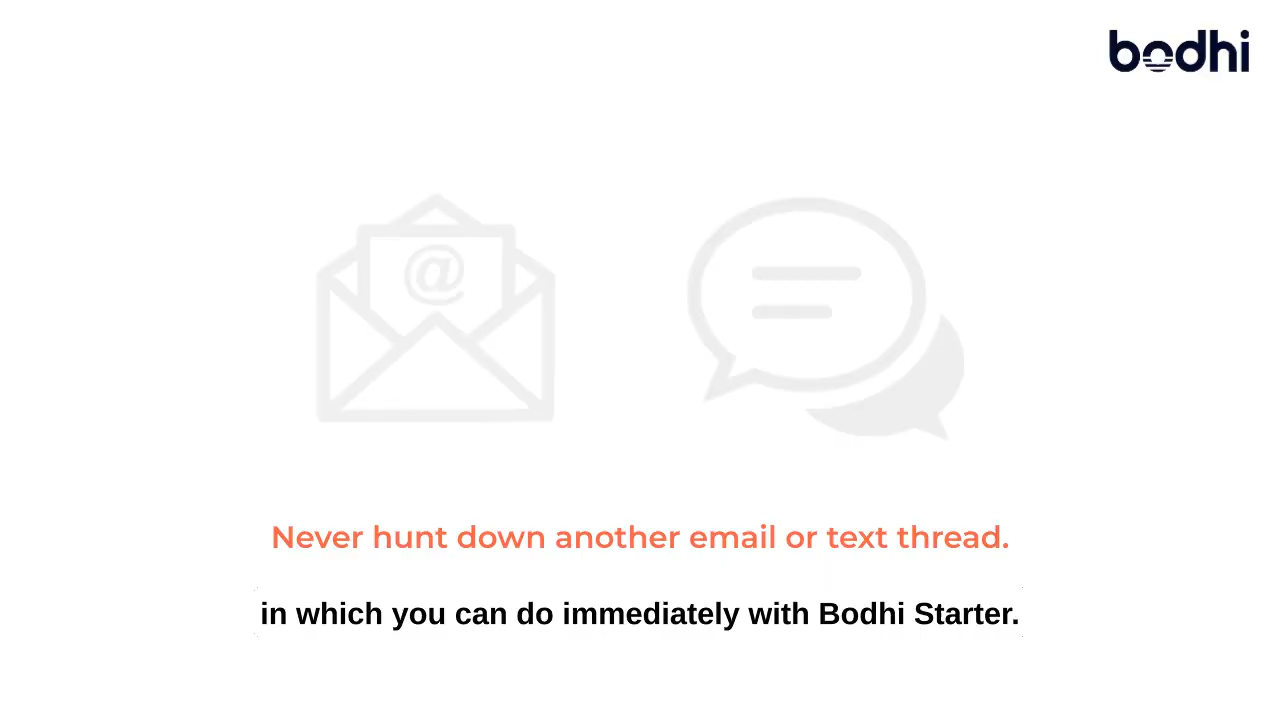 bodhi
@
Never hunt down another email or text thread.
in which you can do immediately with Bodhi Starter.